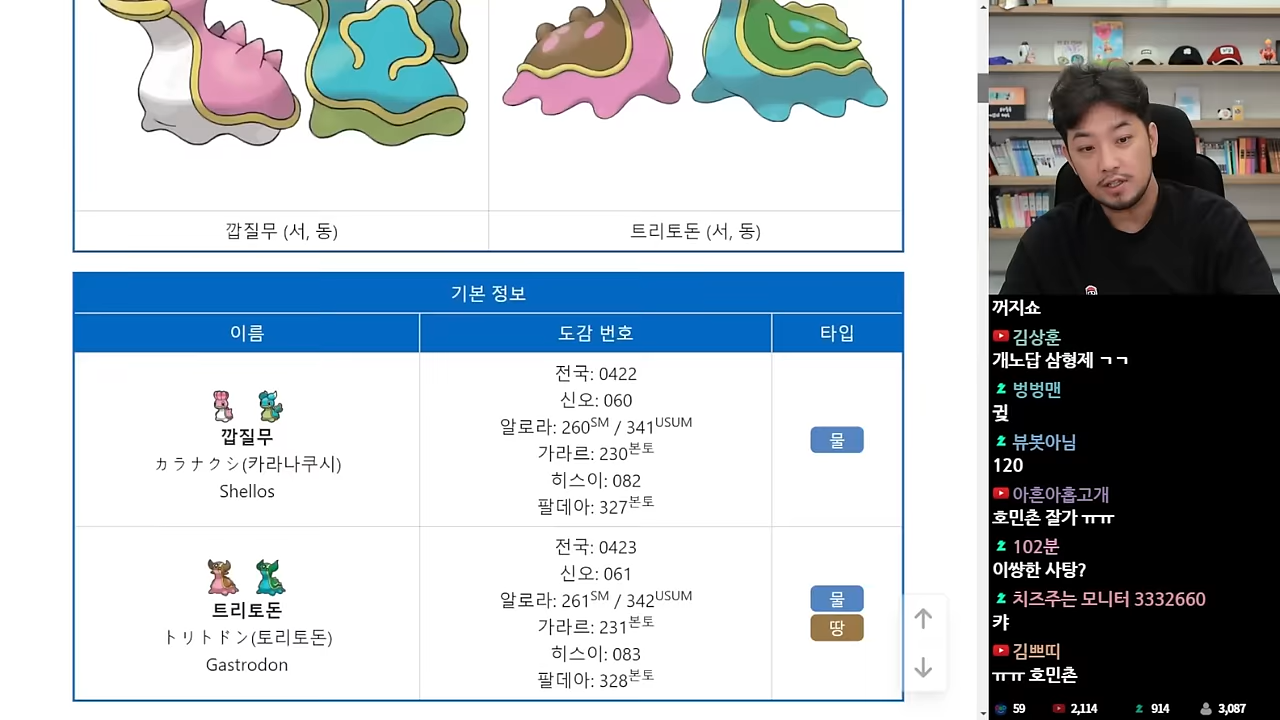 깝질무 (서, 동)
트리토돈 (서, 동)
기본 정보
이름
도감 번호
타입
깝질무
カラナクシ(카라나쿠시)
Shellos
전국: 0422
신오: 060
알로라: 260SM / 341USUM
가라르: 230본토
히스이: 082
팔데아: 327본토
물
트리토돈
トリトドン(토리토돈)
Gastrodon
전국: 0423
신오: 061
알로라: 261SM / 342USUM
가라르: 231본토
히스이: 083
팔데아: 328본토
물
땅
꺼지쇼
김상훈
개노답 삼형제 ㄱㄱ
벙벙맨
귖
뷰봇아님
120
아흔아홉고개
호민촌 잘가 ㅠㅠ
102분
이쌍한 사탕?
치즈주는 모니터 3332660
캬
김쁘띠
ㅠㅠ 호민촌
59
2,114
914
3,087